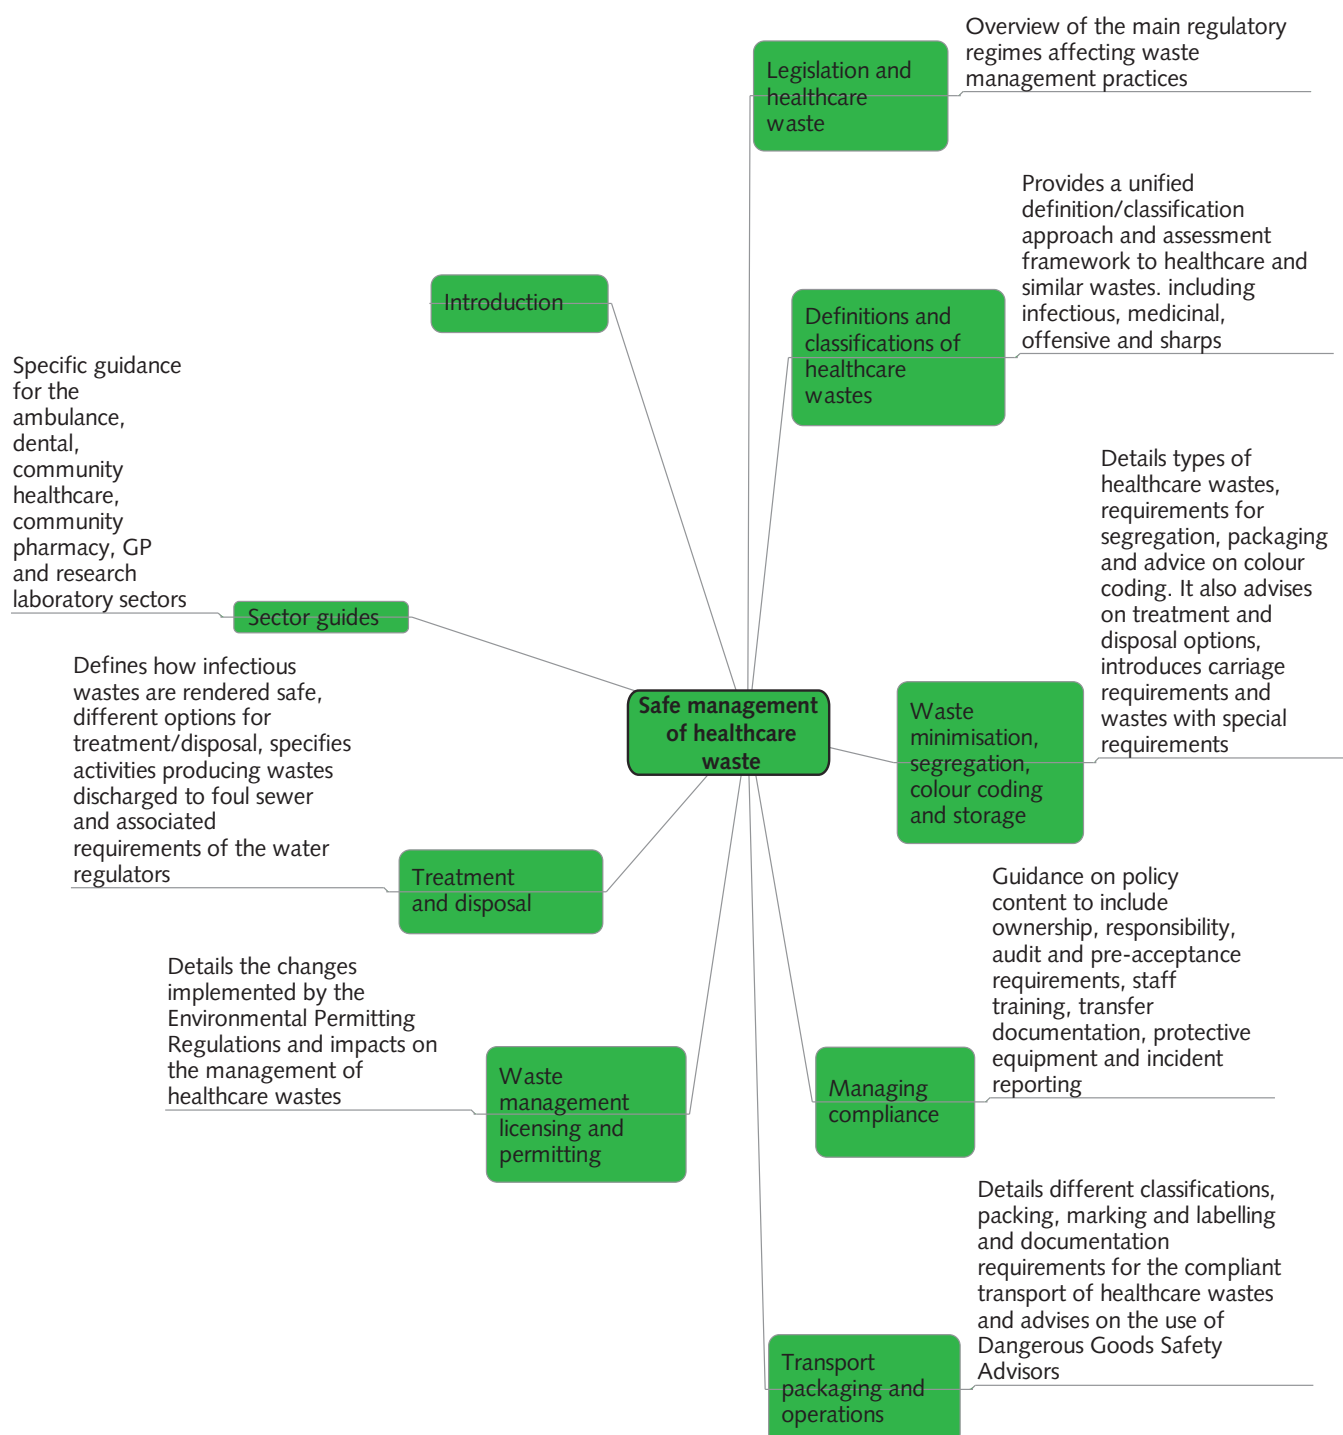 Legislation and
healthcare
waste
Overview of the main regulatory
regimes affecting waste
management practices
Definitions and
classifications of
healthcare
wastes
Provides a unified
definition/classification
approach and assessment
framework to healthcare and
similar wastes. including
infectious, medicinal,
offensive and sharps
Introduction
Specific guidance
for the
ambulance,
dental,
community
healthcare,
community
pharmacy, GP
and research
laboratory sectors
Sector guides
Safe management
of healthcare
waste
Waste
minimisation,
segregation,
colour coding
and storage
Details types of
healthcare wastes,
requirements for
segregation, packaging
and advice on colour
coding. It also advises
on treatment and
disposal options,
introduces carriage
requirements and
wastes with special
requirements
Defines how infectious
wastes are rendered safe,
different options for
treatment/disposal, specifies
activities producing wastes
discharged to foul sewer
and associated
requirements of the water
regulators
Treatment
and disposal
Managing
compliance
Guidance on policy
content to include
ownership, responsibility,
audit and pre-acceptance
requirements, staff
training, transfer
documentation, protective
equipment and incident
reporting
Details the changes
implemented by the
Environmental Permitting
Regulations and impacts on
the management of
healthcare wastes
Waste
management
licensing and
permitting
Transport
packaging and
operations
Details different classifications,
packing, marking and labelling
and documentation
requirements for the compliant
transport of healthcare wastes
and advises on the use of
Dangerous Goods Safety
Advisors